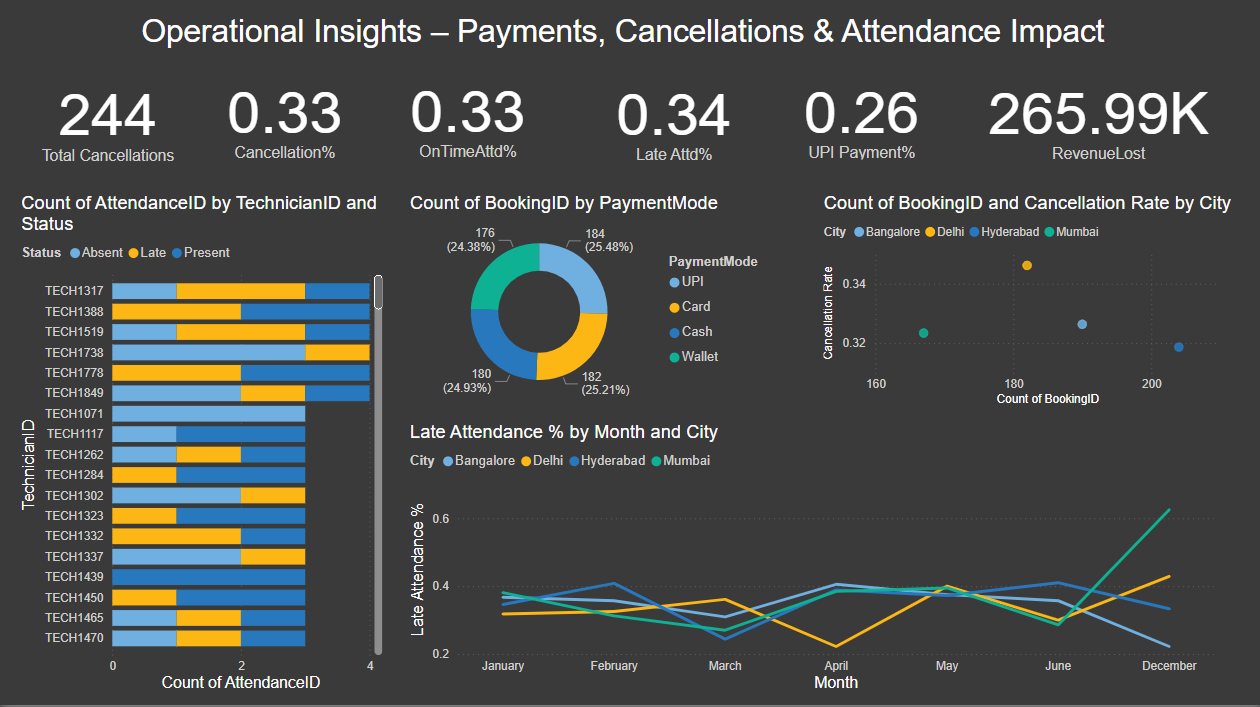 Operational Insights – Payments, Cancellations & Attendance Impact
244
Total Cancellations
0.33
Cancellation%
0.33
OnTimeAttd%
0.34
Late Attd%
0.26
UPI Payment%
265.99K
RevenueLost
Count of AttendanceID by TechnicianID and
Status
Status Absent Late Present
TechnicianID
TECH1317
TECH1388
TECH1519
TECH1738
TECH1778
TECH1849
TECH1071
TECH1117
TECH1262
TECH1284
TECH1302
TECH1323
TECH1332
TECH1337
TECH1439
TECH1450
TECH1465
TECH1470
0 2 4
Count of AttendanceID
Count of BookingID by PaymentMode
176
(24.38%)
184
(25.48%)
180
(24.93%)
182
(25.21%)
PaymentMode
UPI
Card
Cash
Wallet
Count of BookingID and Cancellation Rate by City
City Bangalore Delhi Hyderabad Mumbai
Cancellation Rate
0.34
0.32
160 180 200
Count of BookingID
Late Attendance % by Month and City
City Bangalore Delhi Hyderabad Mumbai
Late Attendance %
0.6
0.4
0.2
January February March April May June December
Month